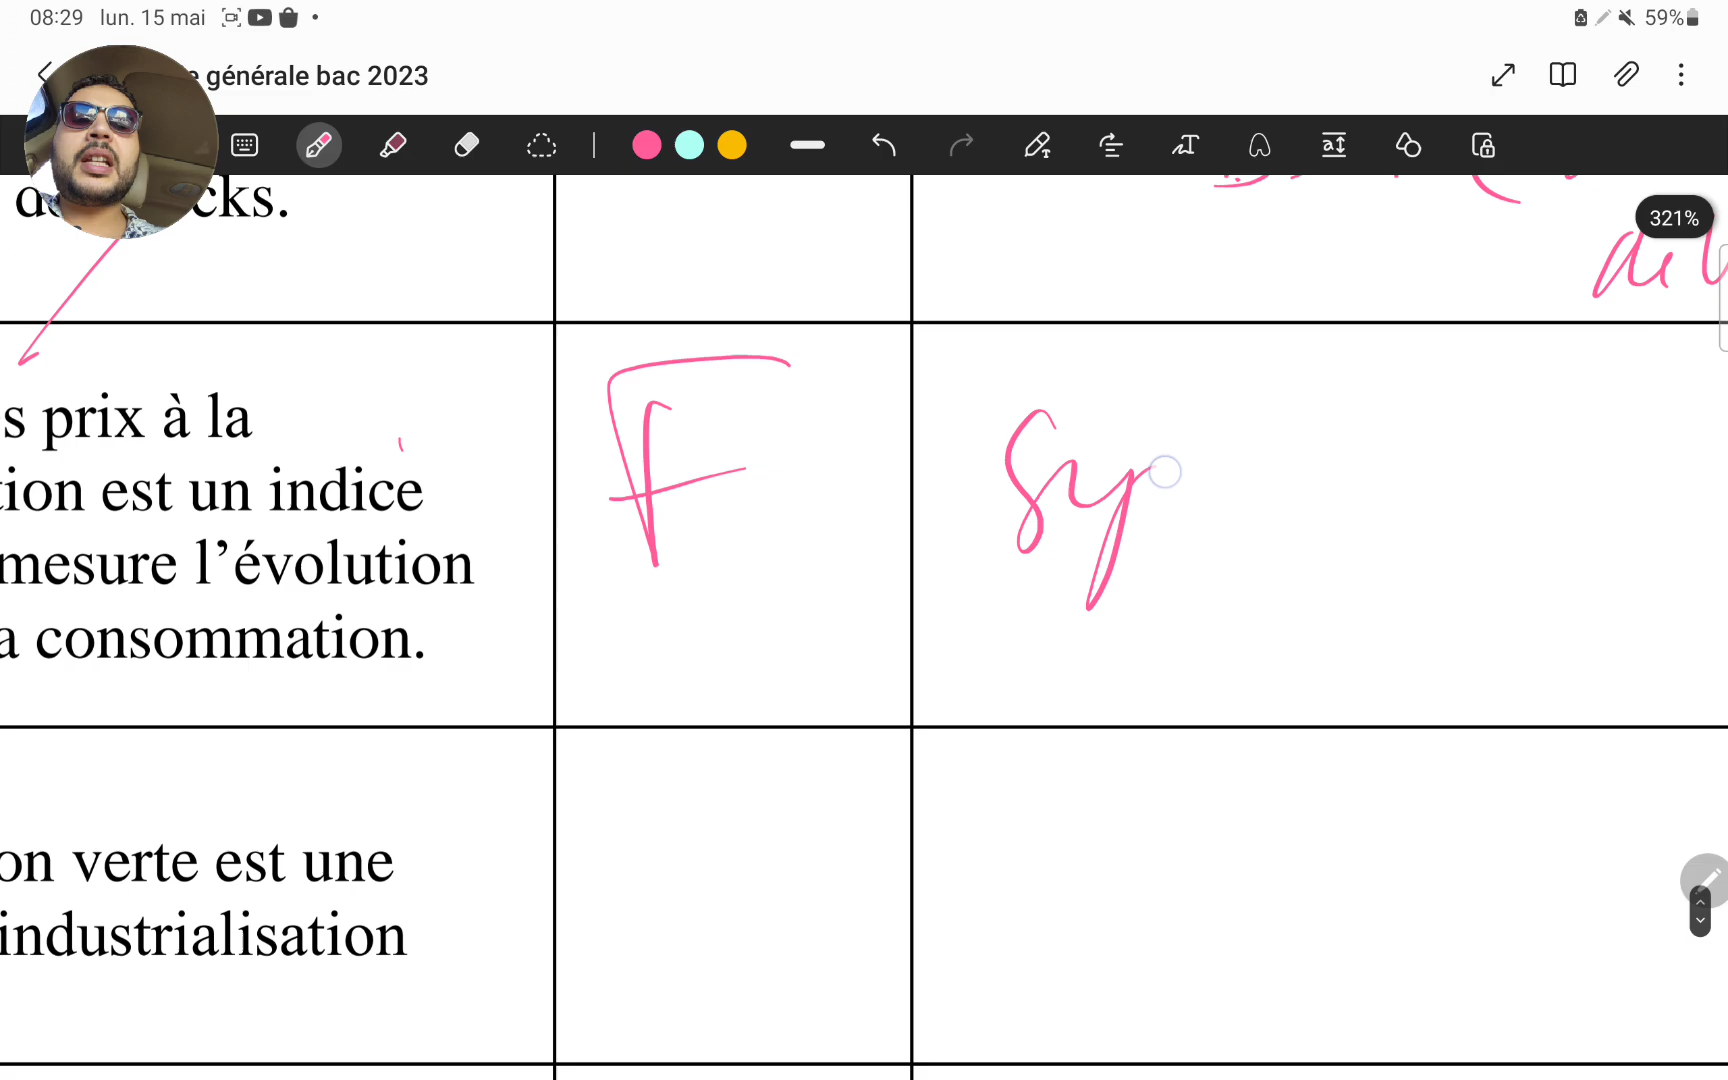 08:29 lun. 15 mai
59%
générale bac 2023
321%
cks.
s prix à la
tion est un indice
mesure l’évolution
a consommation.
F
Sy
on verte est une
industrialisation